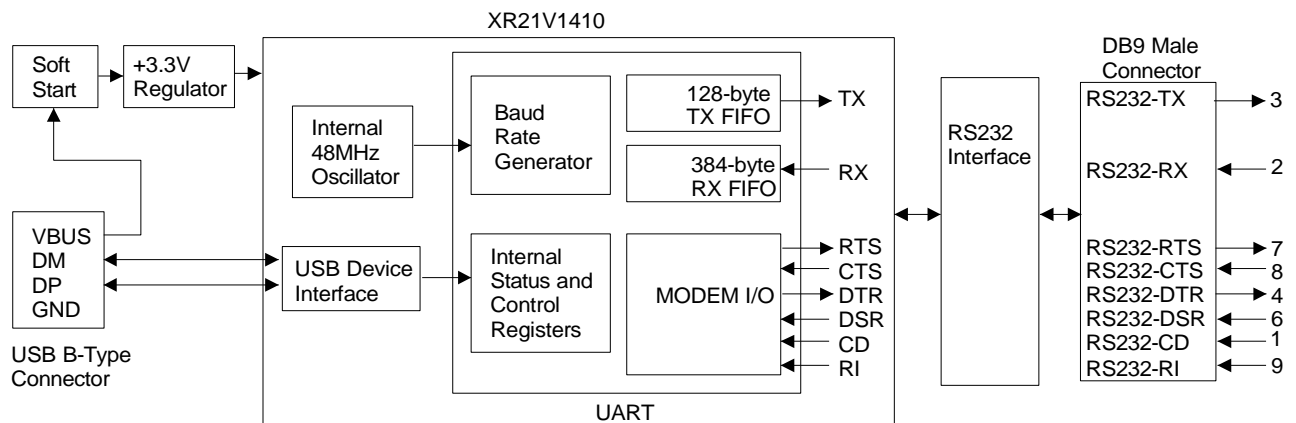 XR21V1410
Soft
Start
+3.3V
Regulator
Internal
48MHz
Oscillator
Baud
Rate
Generator
128-byte
TX FIFO
384-byte
RX FIFO
TX
RX
VBUS
DM
DP
GND
USB B-Type
Connector
USB Device
Interface
Internal
Status and
Control
Registers
MODEM I/O
RTS
CTS
DTR
DSR
CD
RI
UART
RS232
Interface
DB9 Male
Connector
RS232-TX 3
RS232-RX 2
RS232-RTS 7
RS232-CTS 8
RS232-DTR 4
RS232-DSR 6
RS232-CD 1
RS232-RI 9